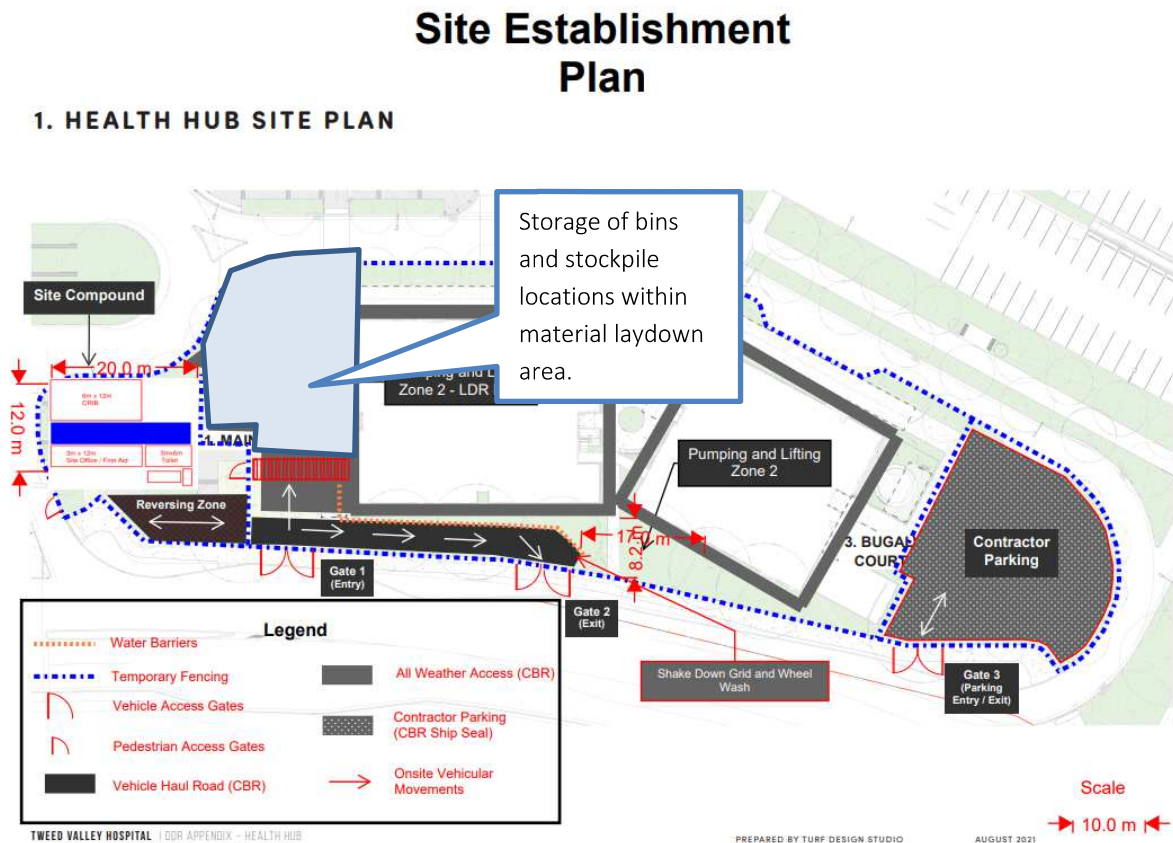 Site Establishment
Plan
1. HEALTH HUB SITE PLAN
Storage of bins
and stockpile
locations within
material laydown
area.
Site Compound
20.0 m
12.0 m
6m x 12m
CRIB
3m x 12m
Site Office / First Aid
3mx6m
Toilet
1. MAIN
Zone 2 - LDR
Pumping and Lifting
Zone 2
Reversing Zone
17.0 m
8.2 m
3. BUGAL
COURT
Contractor
Parking
Gate 1
(Entry)
Gate 2
(Exit)
Gate 3
(Parking
Entry / Exit)
Shake Down Grid and Wheel
Wash
Legend
Water Barriers
Temporary Fencing
Vehicle Access Gates
Pedestrian Access Gates
Vehicle Haul Road (CBR)
All Weather Access (CBR)
Contractor Parking
(CBR Ship Seal)
Onsite Vehicular
Movements
Scale
10.0 m
TWEED VALLEY HOSPITAL | DDR APPENDIX - HEALTH HUB
PREPARED BY TURF DESIGN STUDIO
AUGUST 2021